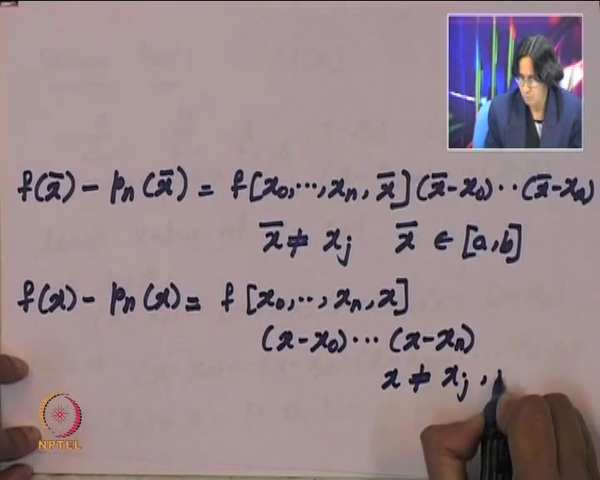 f(x̄) - pₙ(x̄) = f[x₀,⋯,xₙ, x̄](x̄-x₀)⋯(x̄-xₙ)
x̄ ≠ xⱼ x̄ ∈ [a,b]
f(x) - pₙ(x) = f[x₀,⋯,xₙ,x]
(x-x₀)⋯(x-xₙ)
x ≠ xⱼ,
NPTEL